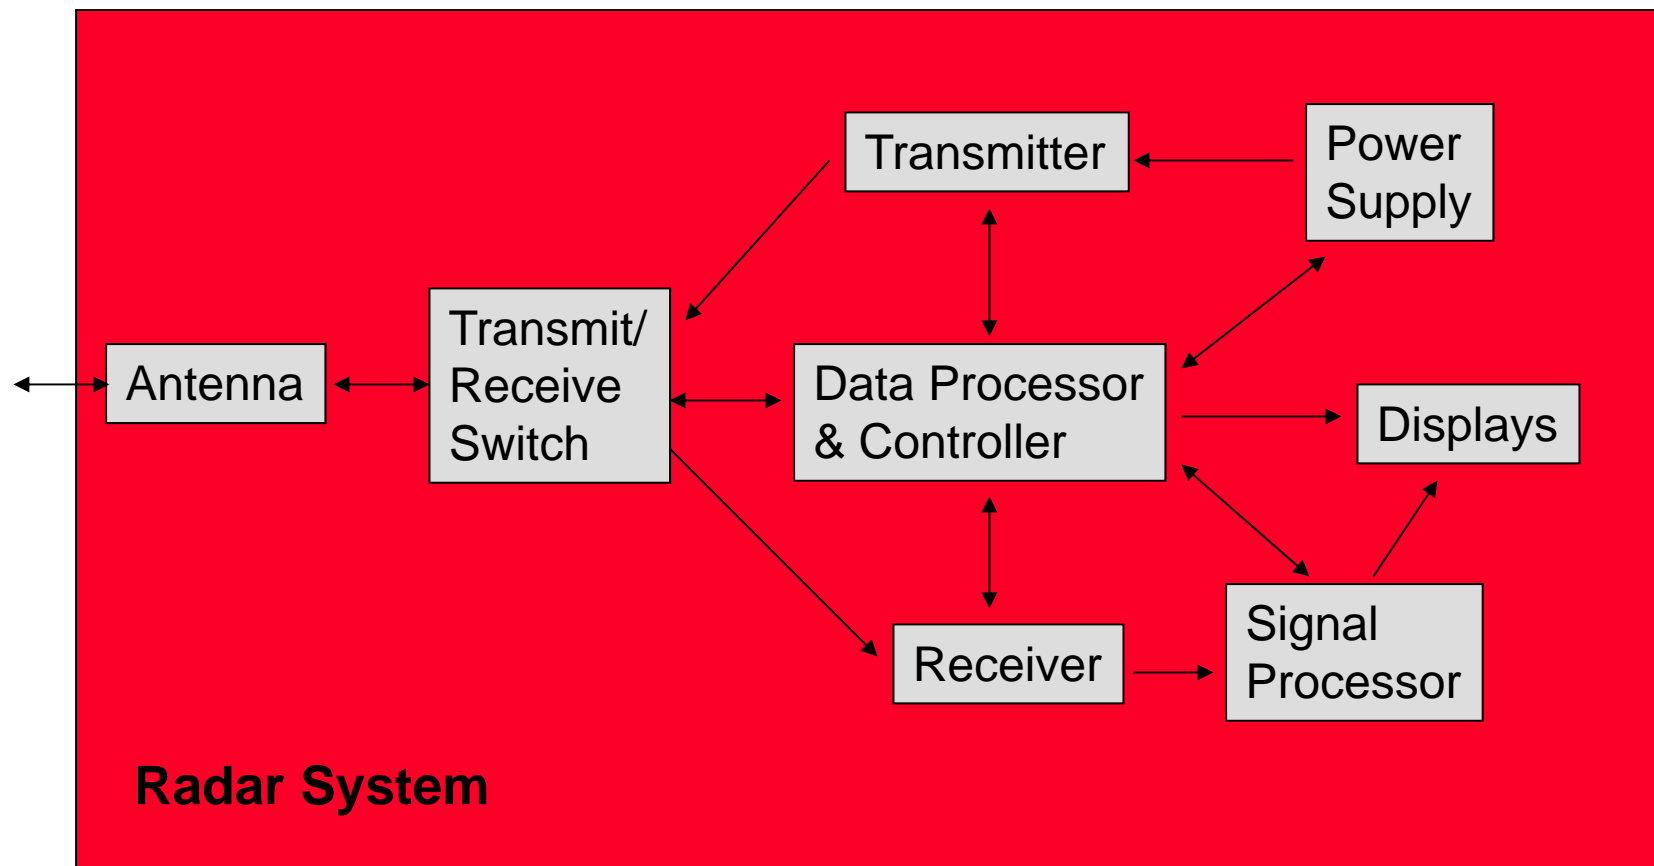 Transmitter
Power
Supply
Transmit/
Receive
Switch
Antenna
Data Processor
& Controller
Displays
Receiver
Signal
Processor
Radar System